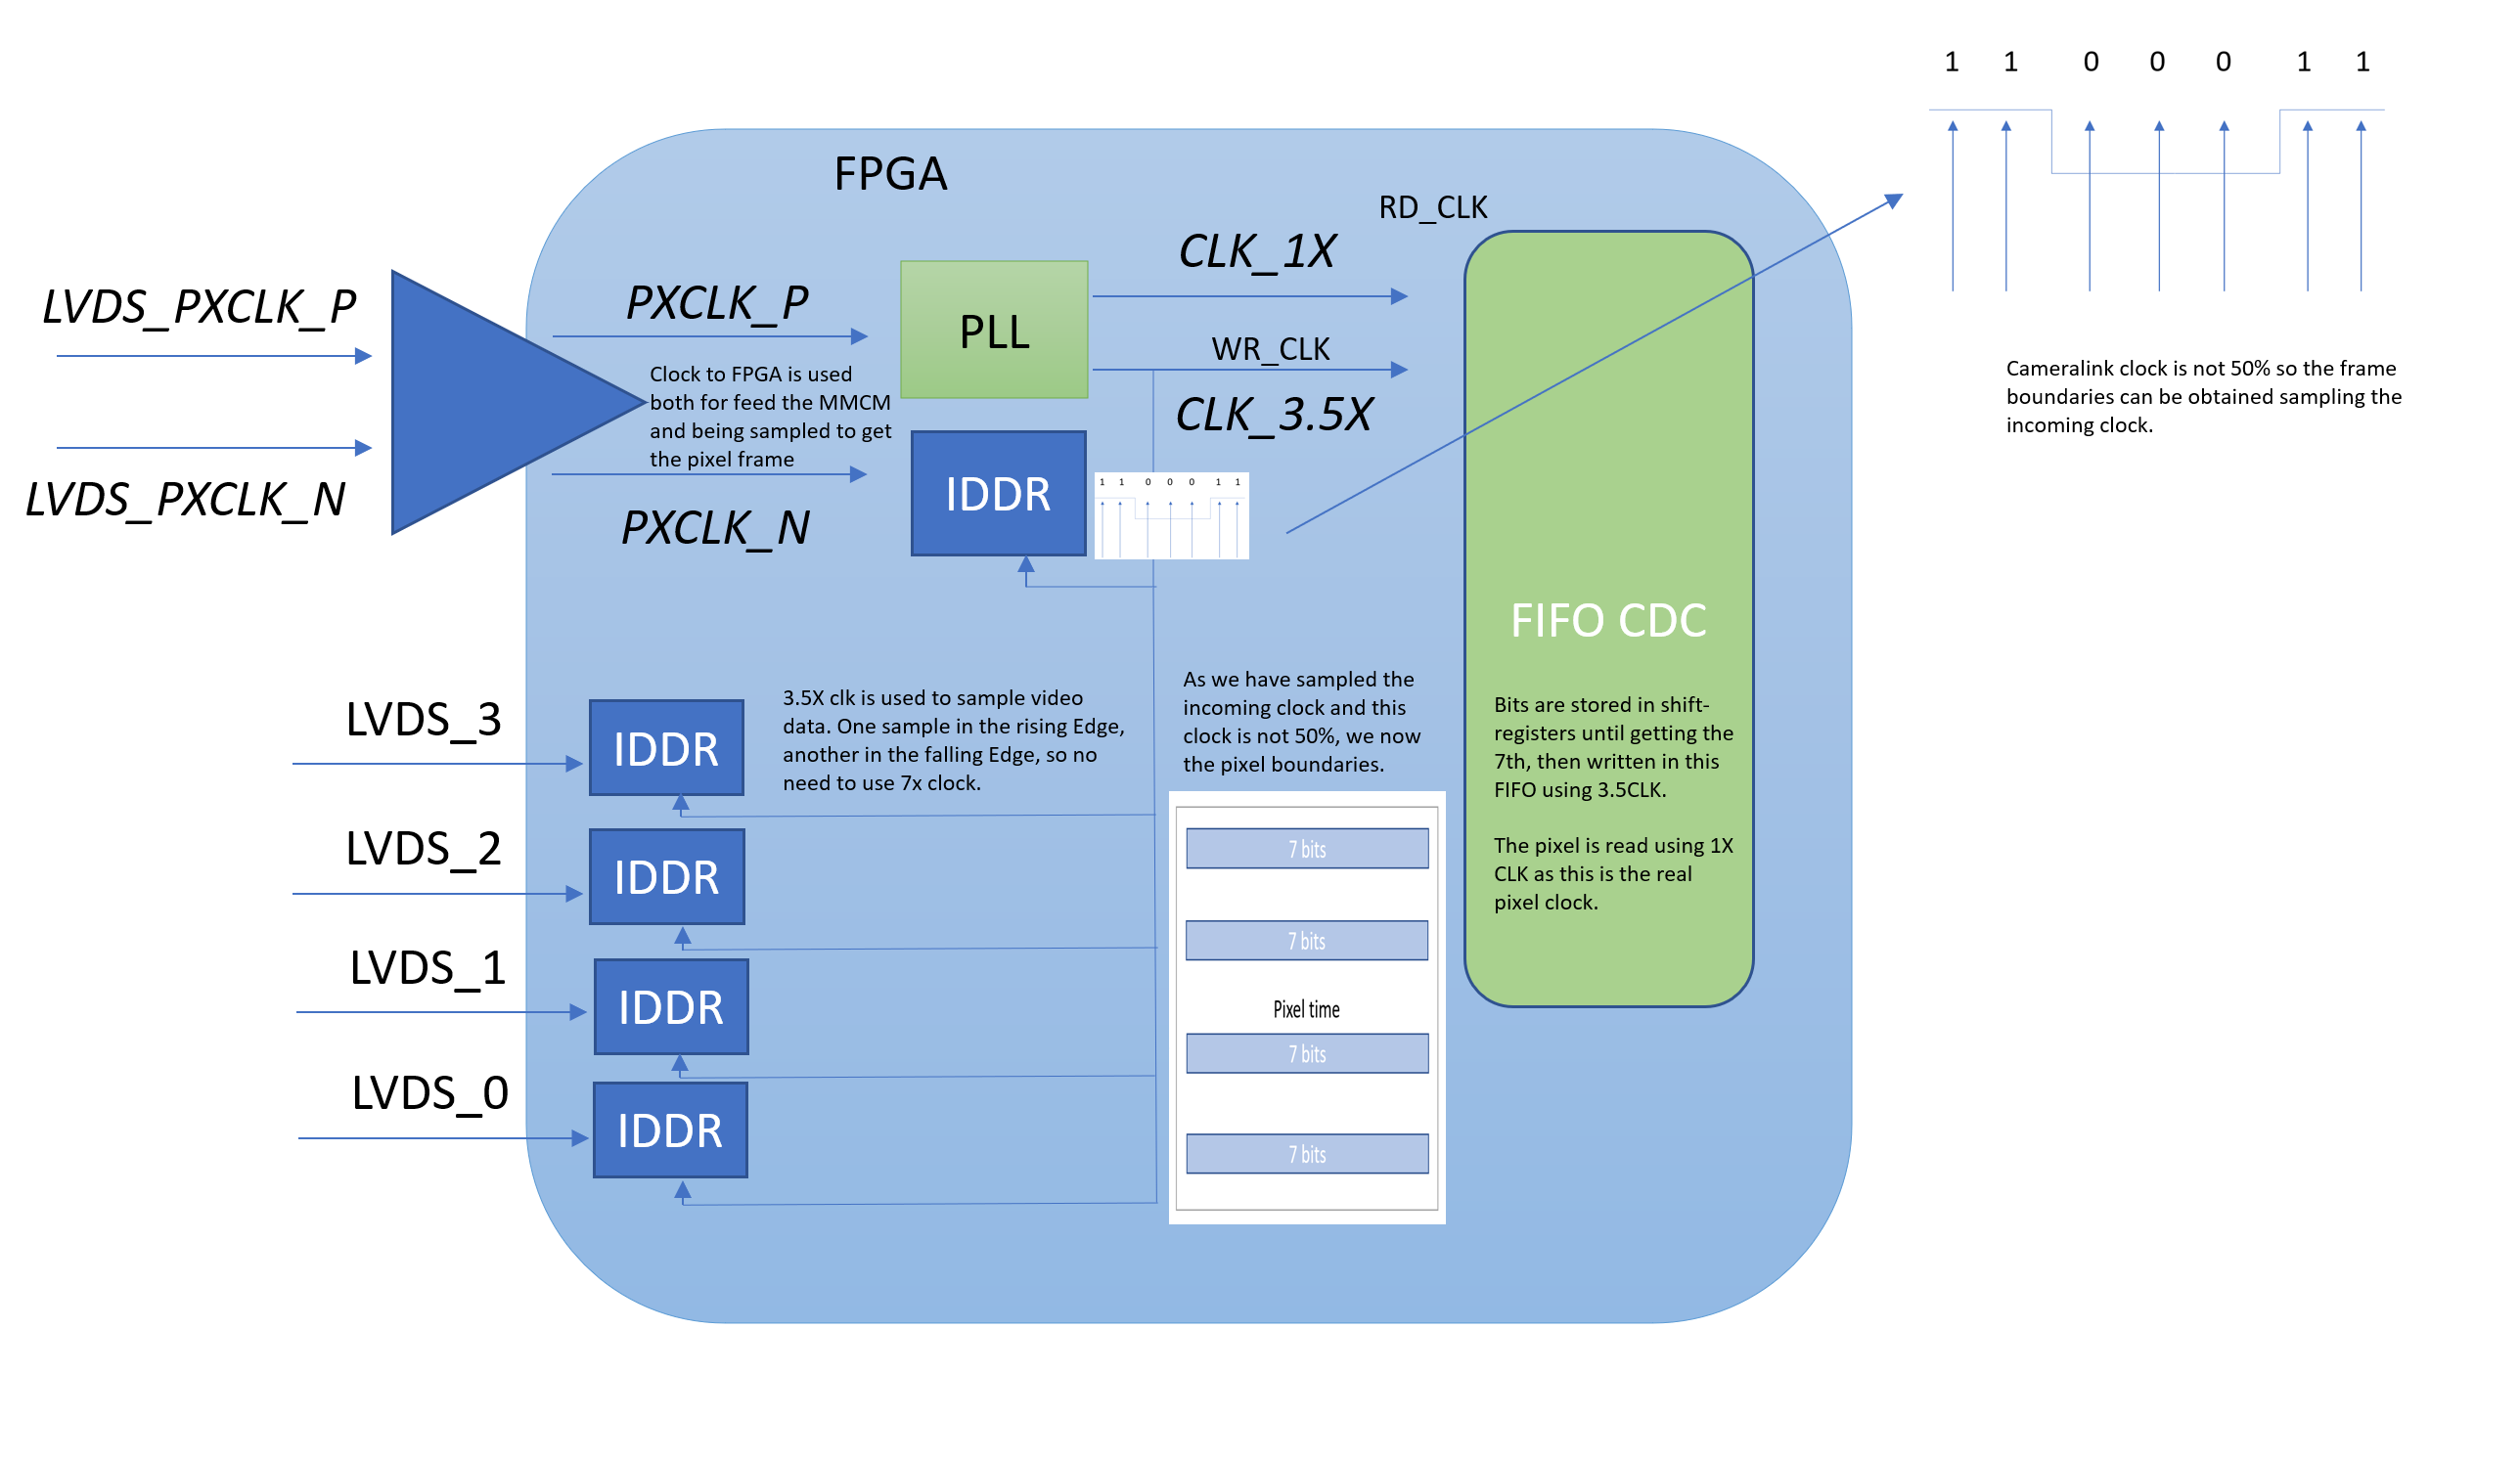 1 1 0 0 0 1 1
FPGA
RD_CLK
CLK_1X
LVDS_PXCLK_P
PXCLK_P
PLL
WR_CLK
Clock to FPGA is used
both for feed the MMCM
and being sampled to get
the pixel frame
CLK_3.5X
Cameralink clock is not 50% so the frame
boundaries can be obtained sampling the
incoming clock.
LVDS_PXCLK_N
PXCLK_N
IDDR
1 1 0 0 0 1 1
FIFO CDC
LVDS_3
IDDR
3.5X clk is used to sample video
data. One sample in the rising Edge,
another in the falling Edge, so no
need to use 7x clock.
As we have sampled the
incoming clock and this
clock is not 50%, we now
the pixel boundaries.
Bits are stored in shift-
registers until getting the
7th, then written in this
FIFO using 3.5CLK.
The pixel is read using 1X
CLK as this is the real
pixel clock.
LVDS_2
IDDR
7 bits
7 bits
LVDS_1
IDDR
Pixel time
7 bits
LVDS_0
IDDR
7 bits